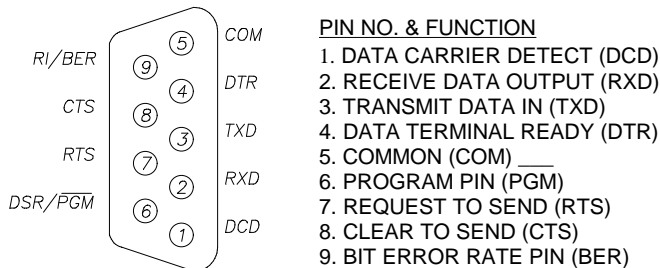 COM
RI/BER
5
9
DTR
4
CTS
8
TXD
3
RTS
7
RXD
2
DSR/PGM
6
DCD
1
PIN NO. & FUNCTION
1. DATA CARRIER DETECT (DCD)
2. RECEIVE DATA OUTPUT (RXD)
3. TRANSMIT DATA IN (TXD)
4. DATA TERMINAL READY (DTR)
5. COMMON (COM) ___
6. PROGRAM PIN (PGM)
7. REQUEST TO SEND (RTS)
8. CLEAR TO SEND (CTS)
9. BIT ERROR RATE PIN (BER)